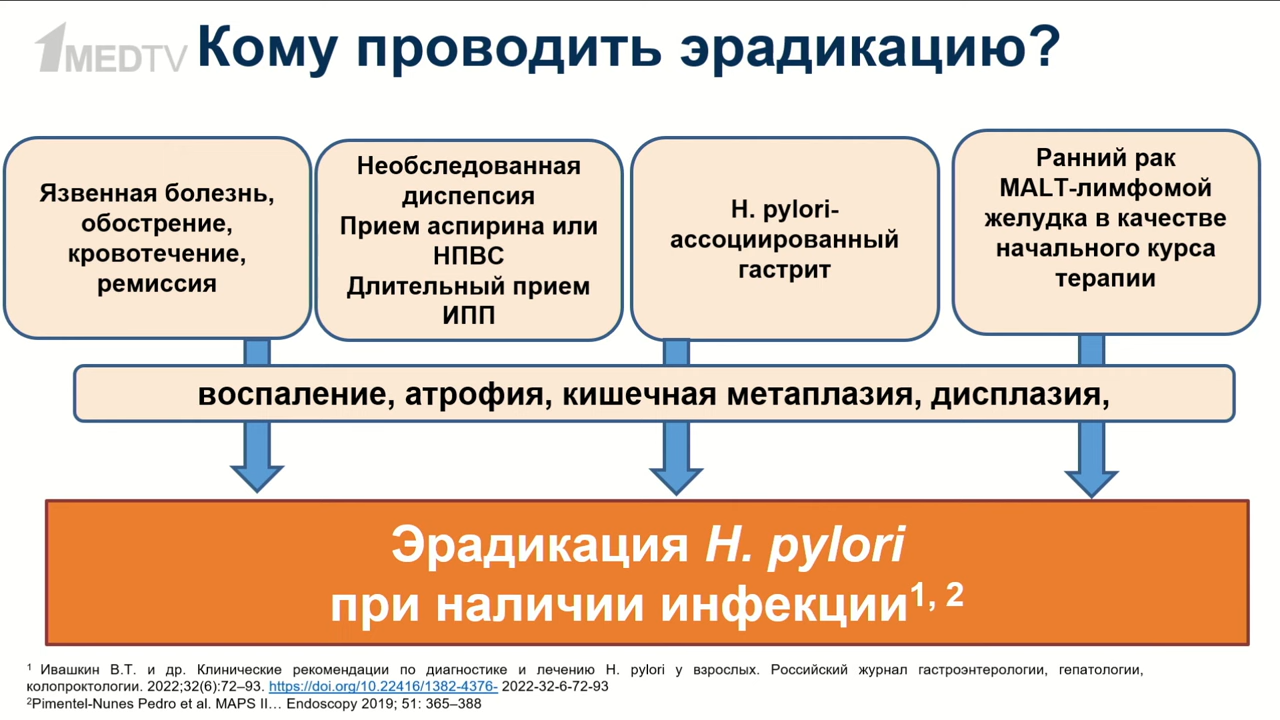 1MEDTV
Кому проводить эрадикацию?
Язвенная болезнь,
обострение,
кровотечение,
ремиссия
Необследованная
диспепсия
Прием аспирина или
НПВС
Длительный прием
ИПП
H. pylori-
ассоциированный
гастрит
Ранний рак
MALT-лимфомой
желудка в качестве
начального курса
терапии
воспаление, атрофия, кишечная метаплазия, дисплазия,
Эрадикация H. pylori
при наличии инфекции1, 2
1 Ивашкин В.Т. и др. Клинические рекомендации по диагностике и лечению H. pylori у взрослых. Российский журнал гастроэнтерологии, гепатологии,
колопроктологии. 2022;32(6):72–93. https://doi.org/10.22416/1382-4376- 2022-32-6-72-93
2Pimentel-Nunes Pedro et al. MAPS II… Endoscopy 2019; 51: 365–388